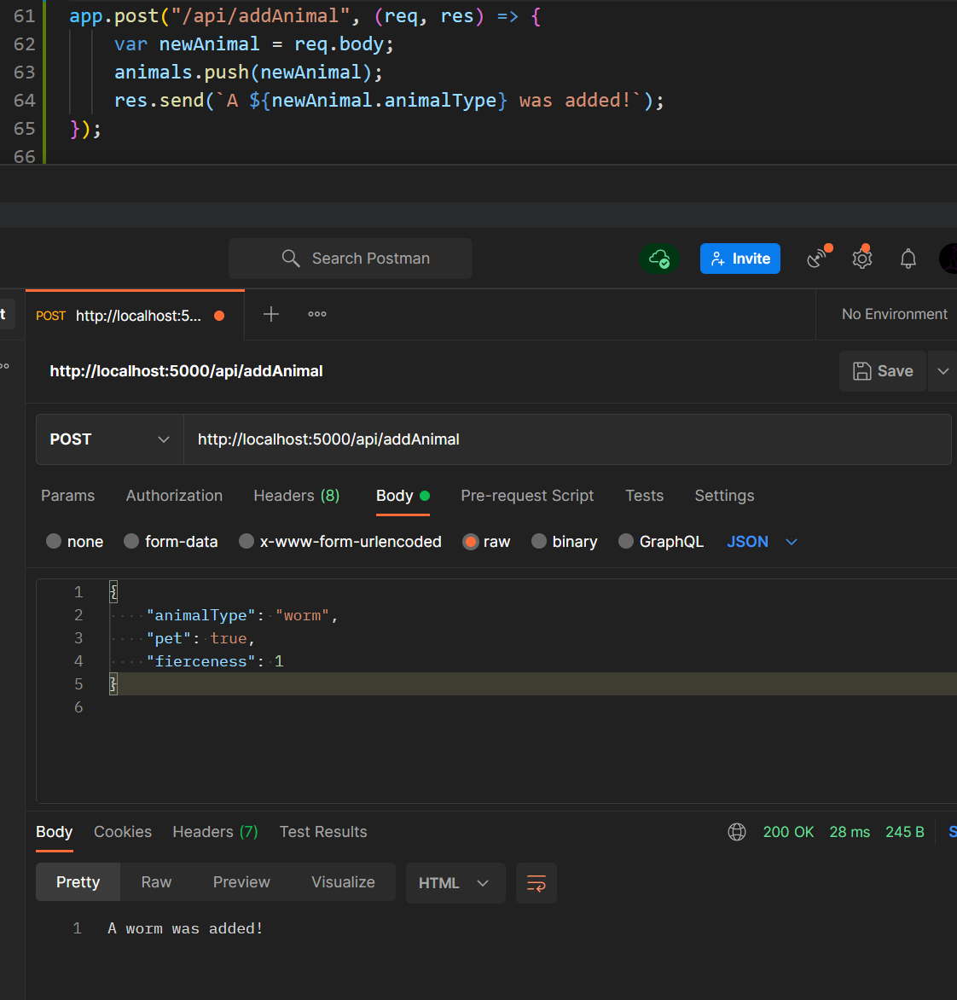 61 app.post("/api/addAnimal", (req, res) => {
62 var newAnimal = req.body;
63 animals.push(newAnimal);
64 res.send(`A ${newAnimal.animalType} was added!`);
65 });
66
Search Postman
Invite
t POST http://localhost:5... No Environment
http://localhost:5000/api/addAnimal Save
POST http://localhost:5000/api/addAnimal
Params Authorization Headers (8) Body Pre-request Script Tests Settings
none form-data x-www-form-urlencoded raw binary GraphQL JSON
1 {
2 "animalType": "worm",
3 "pet": true,
4 "fierceness": 1
5 }
6
Body Cookies Headers (7) Test Results 200 OK 28 ms 245 B S
Pretty Raw Preview Visualize HTML
1 A worm was added!